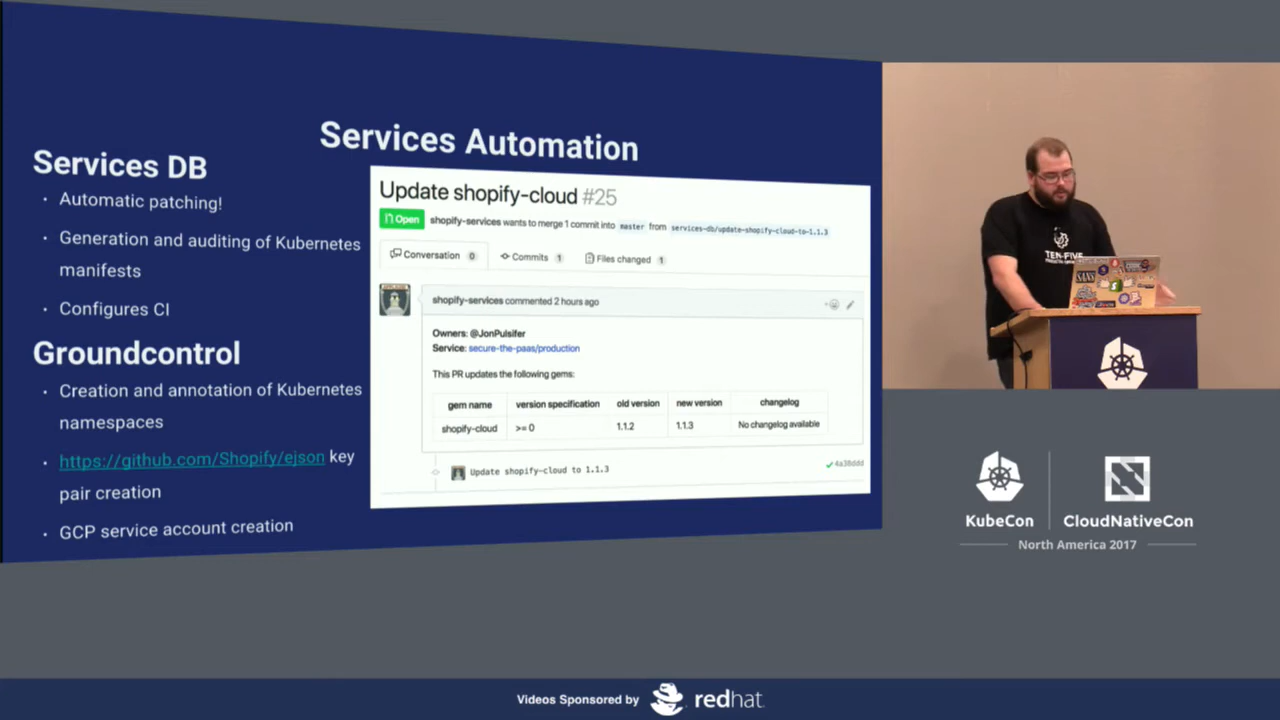 Services Automation
Services DB
· Automatic patching!
· Generation and auditing of Kubernetes
manifests
· Configures CI
Groundcontrol
· Creation and annotation of Kubernetes
namespaces
· https://github.com/Shopify/ejson key
pair creation
· GCP service account creation
Update shopify-cloud #25
Open shopify-services wants to merge 1 commit into master from services-db/update-shopify-cloud-to-1.1.3
Conversation 0 Commits 1 Files changed 1
shopify-services commented 2 hours ago
Owners: @JonPulsifer
Service: secure-the-paas/production
This PR updates the following gems:
gem name version specification old version new version changelog
shopify-cloud >= 0 1.1.2 1.1.3 No changelog available
Update shopify-cloud to 1.1.3 4a38ddd
TEN-FIVE
SANS
KubeCon CloudNativeCon
North America 2017
Videos Sponsored by redhat